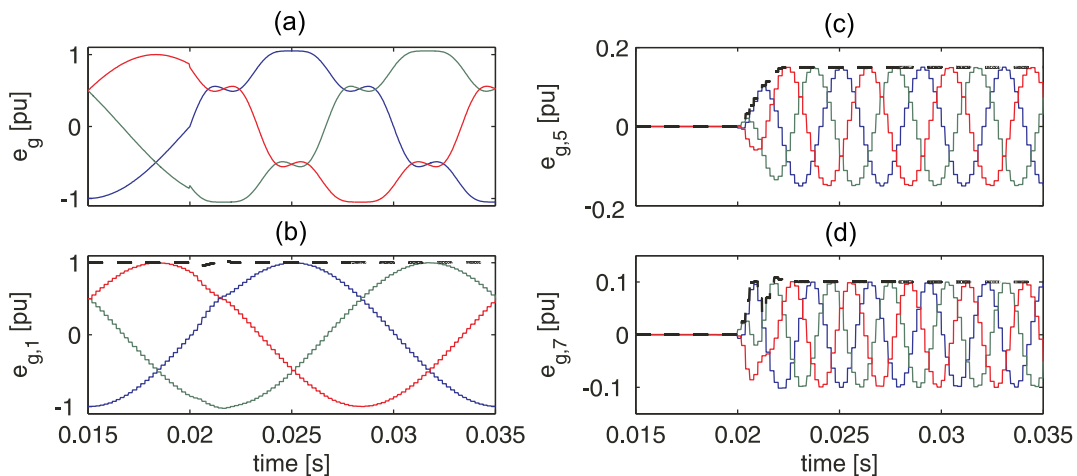 (a)
1
0
-1
e_g [pu]
(b)
1
0
-1
e_g,1 [pu]
0.015 0.02 0.025 0.03 0.035
time [s]
(c)
0.2
0
-0.2
e_g,5 [pu]
(d)
0.1
0
-0.1
e_g,7 [pu]
0.015 0.02 0.025 0.03 0.035
time [s]